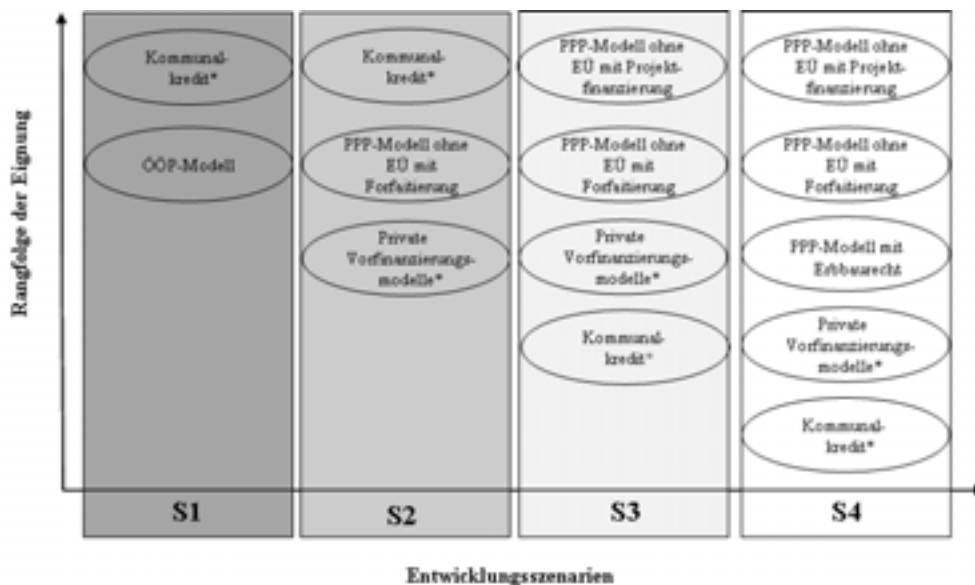 Rangfolge der Eignung
Kommunal-
kredit*
ÖÖP-Modell
S1
Kommunal-
kredit*
PPP-Modell ohne
EÜ mit
Forfaitierung
Private
Vorfinanzierungs-
modelle*
S2
PPP-Modell ohne
EÜ mit Projekt-
finanzierung
PPP-Modell ohne
EÜ mit
Forfaitierung
Private
Vorfinanzierungs-
modelle*
Kommunal-
kredit*
S3
PPP-Modell ohne
EÜ mit Projekt-
finanzierung
PPP-Modell ohne
EÜ mit
Forfaitierung
PPP-Modell mit
Erbbaurecht
Private
Vorfinanzierungs-
modelle*
Kommunal-
kredit*
S4
Entwicklungsszenarien